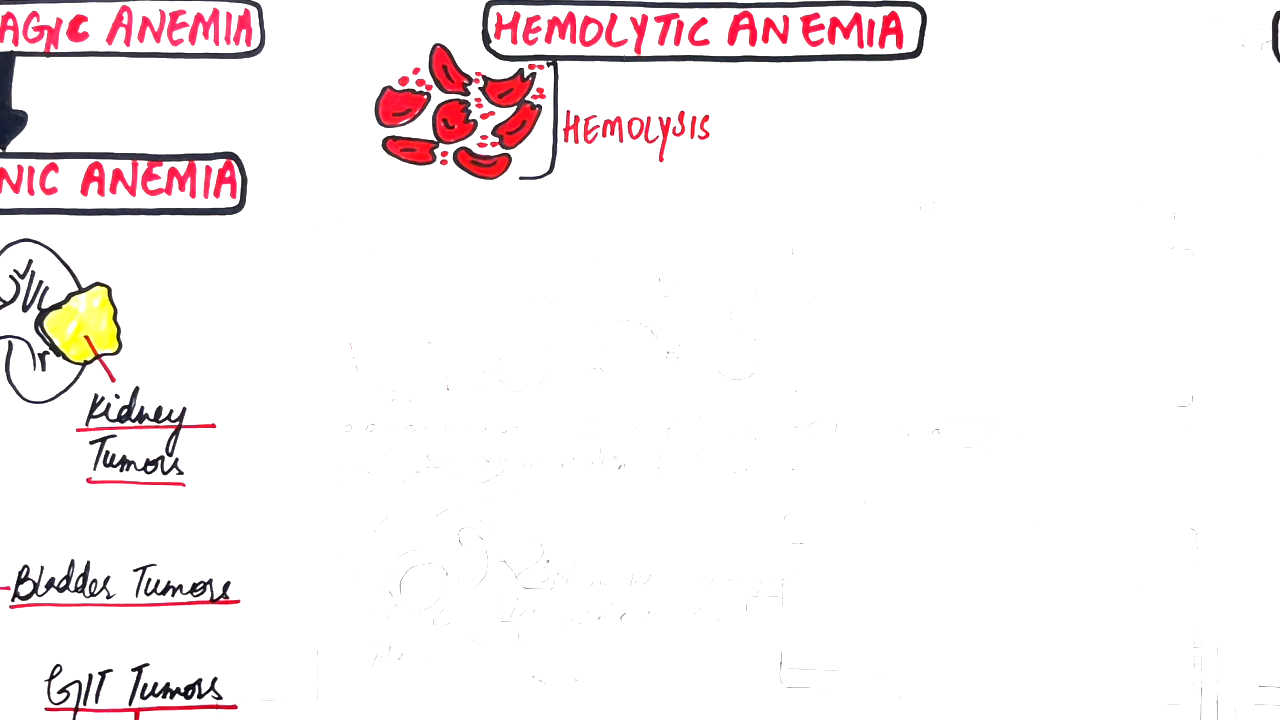 AGIC ANEMIA
NIC ANEMIA
Kidney
Tumors
Bladder Tumors
GIT Tumors
HEMOLYTIC ANEMIA
HEMOLYSIS